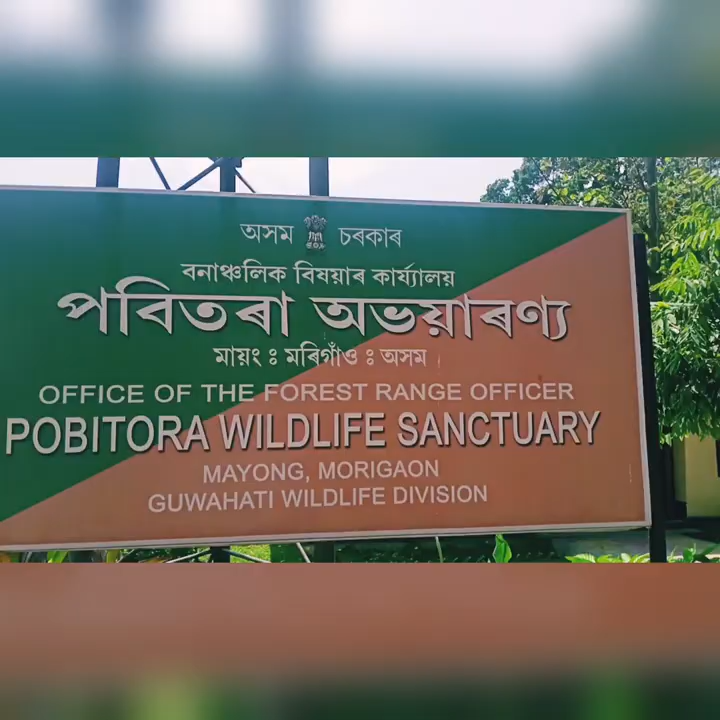 অসম চৰকাৰ
বনাঞ্চলিক বিষয়াৰ কাৰ্য্যালয়
পবিতৰা অভয়াৰণ্য
মায়ং ঃ মৰিগাঁও ঃ অসম
OFFICE OF THE FOREST RANGE OFFICER
POBITORA WILDLIFE SANCTUARY
MAYONG, MORIGAON
GUWAHATI WILDLIFE DIVISION